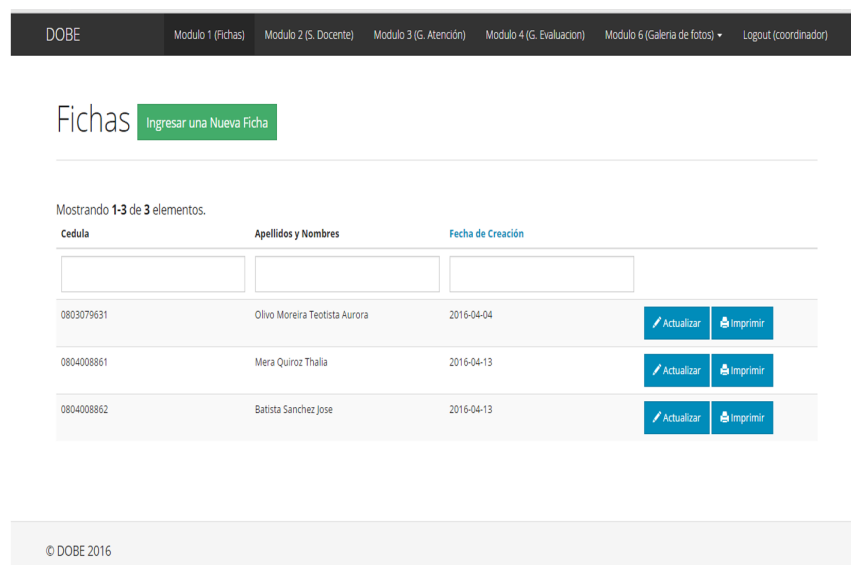 DOBE Modulo 1 (Fichas) Modulo 2 (S. Docente) Modulo 3 (G. Atención) Modulo 4 (G. Evaluacion) Modulo 6 (Galeria de fotos) Logout (coordinador)
Fichas Ingresar una Nueva Ficha
Mostrando 1-3 de 3 elementos.
Cedula Apellidos y Nombres Fecha de Creación
0803079631 Olivo Moreira Teotista Aurora 2016-04-04 Actualizar Imprimir
0804008861 Mera Quiroz Thalia 2016-04-13 Actualizar Imprimir
0804008862 Batista Sanchez Jose 2016-04-13 Actualizar Imprimir
© DOBE 2016